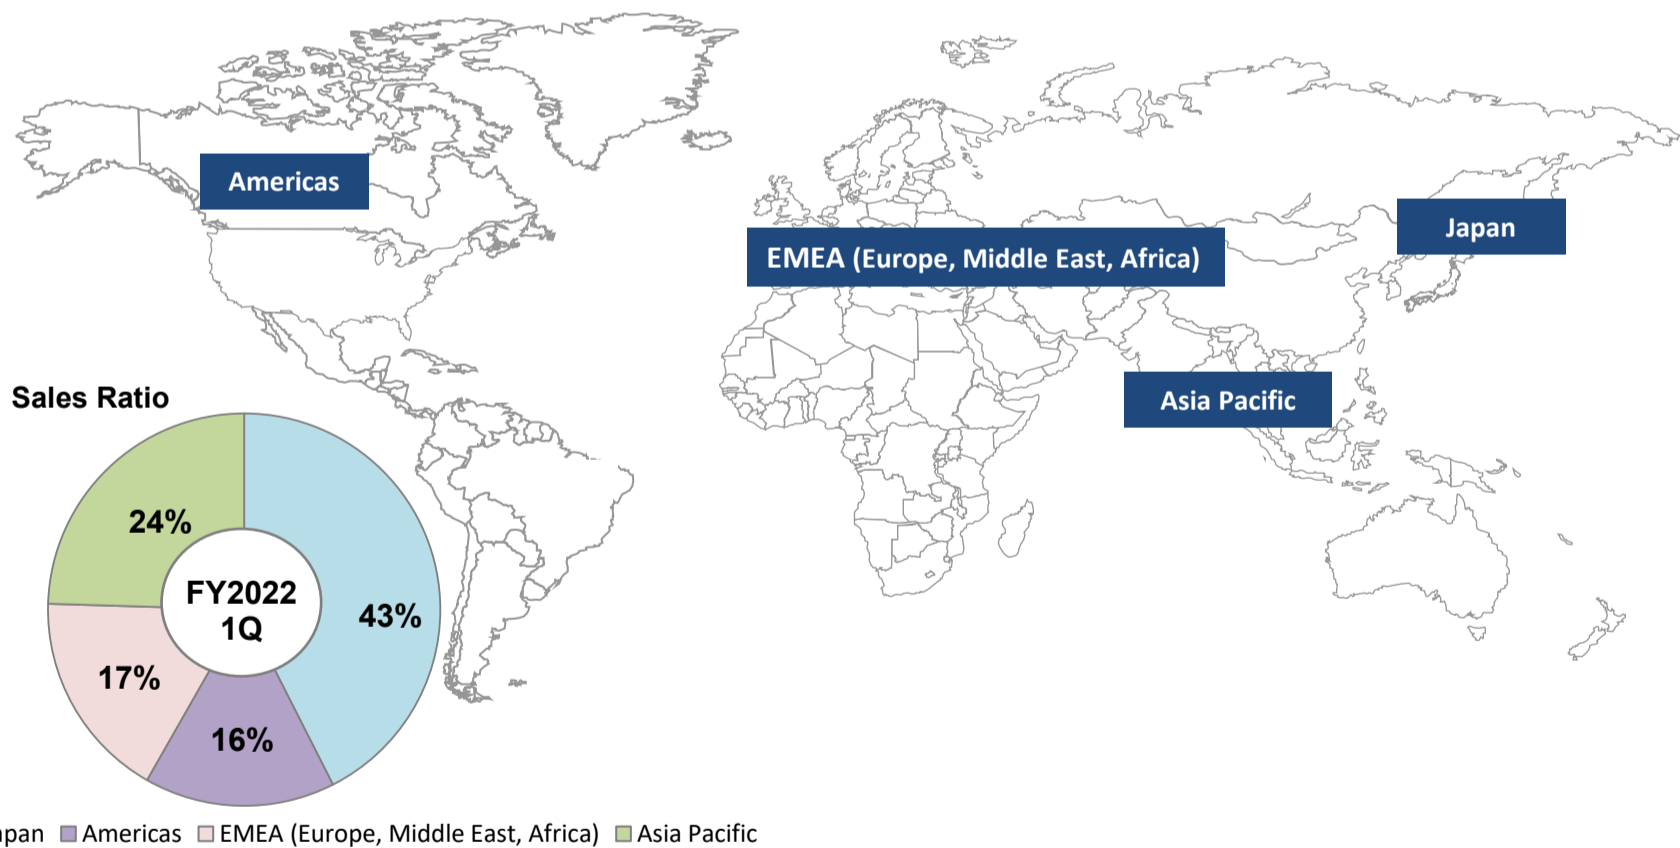 Americas
Japan
EMEA (Europe, Middle East, Africa)
Asia Pacific
Sales Ratio
24%
43%
FY2022
1Q
17%
16%
apan Americas EMEA (Europe, Middle East, Africa) Asia Pacific